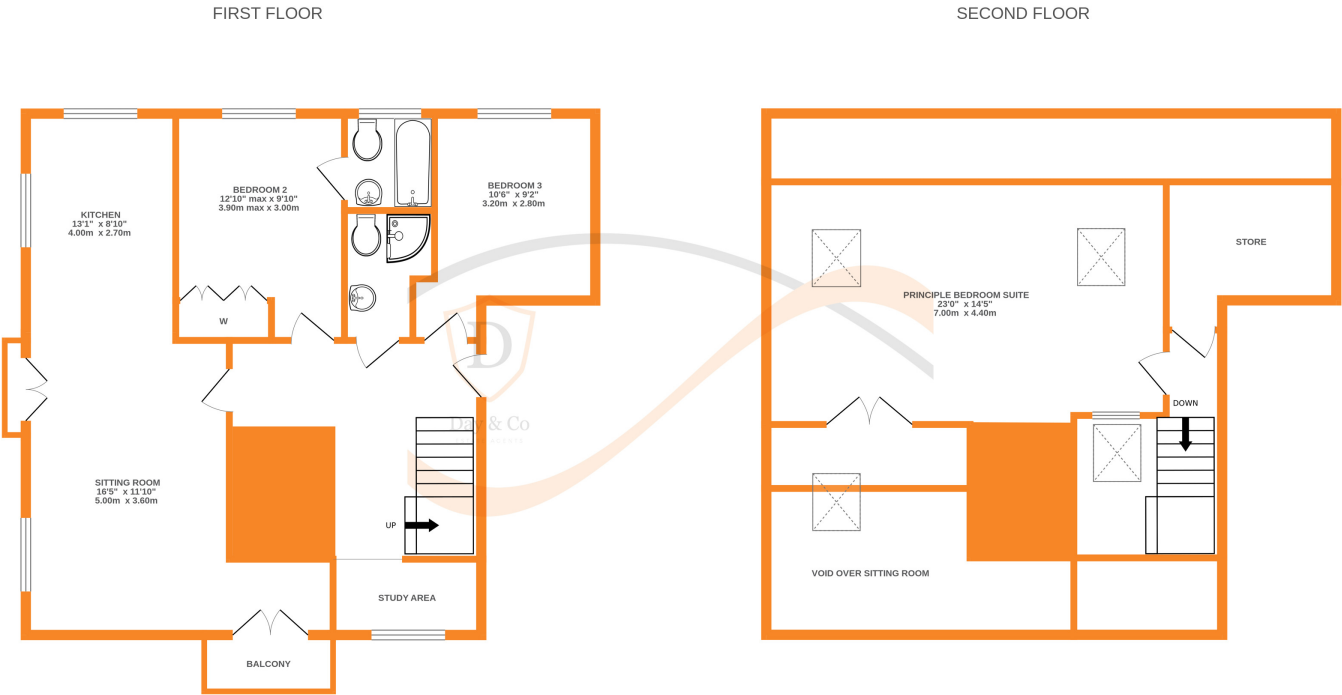 FIRST FLOOR
SECOND FLOOR
KITCHEN
13'1" x 8'10"
4.00m x 2.70m
BEDROOM 2
12'10" max x 9'10"
3.90m max x 3.00m
BEDROOM 3
10'6" x 9'2"
3.20m x 2.80m
W
D
Day & Co
UP
SITTING ROOM
16'5" x 11'10"
5.00m x 3.60m
STUDY AREA
BALCONY
STORE
PRINCIPLE BEDROOM SUITE
23'0" x 14'5"
7.00m x 4.40m
DOWN
VOID OVER SITTING ROOM